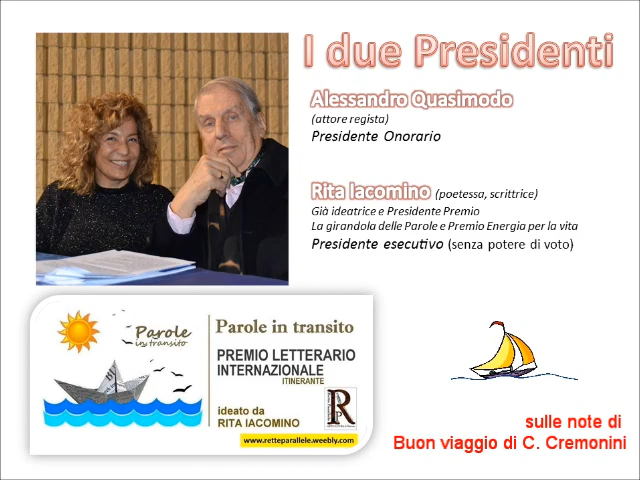 I due Presidenti
Alessandro Quasimodo
(attore regista)
Presidente Onorario
Rita Iacomino (poetessa, scrittrice)
Già ideatrice e Presidente Premio
La girandola delle Parole e Premio Energia per la vita
Presidente esecutivo (senza potere di voto)
Parole
in transito
Parole in transito
PREMIO LETTERARIO
INTERNAZIONALE
ITINERANTE
ideato da
RITA IACOMINO
www.retteparallele.weebly.com
sulle note di
Buon viaggio di C. Cremonini